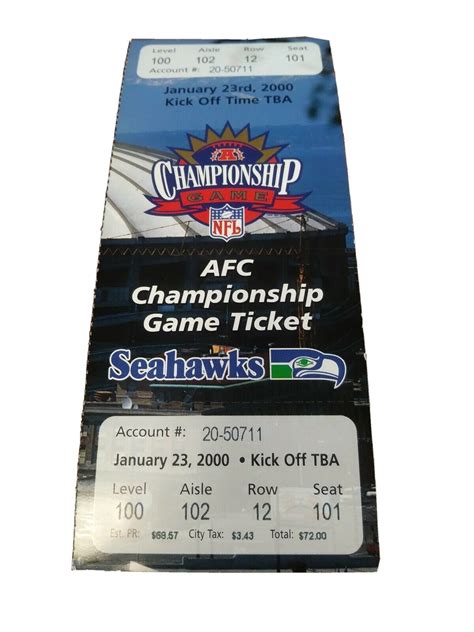 Level Aisle Row Seat
100 102 12 101
Account #: 20-50711
January 23rd, 2000
Kick Off Time TBA
A
CHAMPIONSHIP
GAME
NFL
AFC
Championship
Game Ticket
Seahawks
Account #: 20-50711
January 23, 2000 • Kick Off TBA
Level Aisle Row Seat
100 102 12 101
Est. PR: $68.57 City Tax: $3.43 Total: $72.00